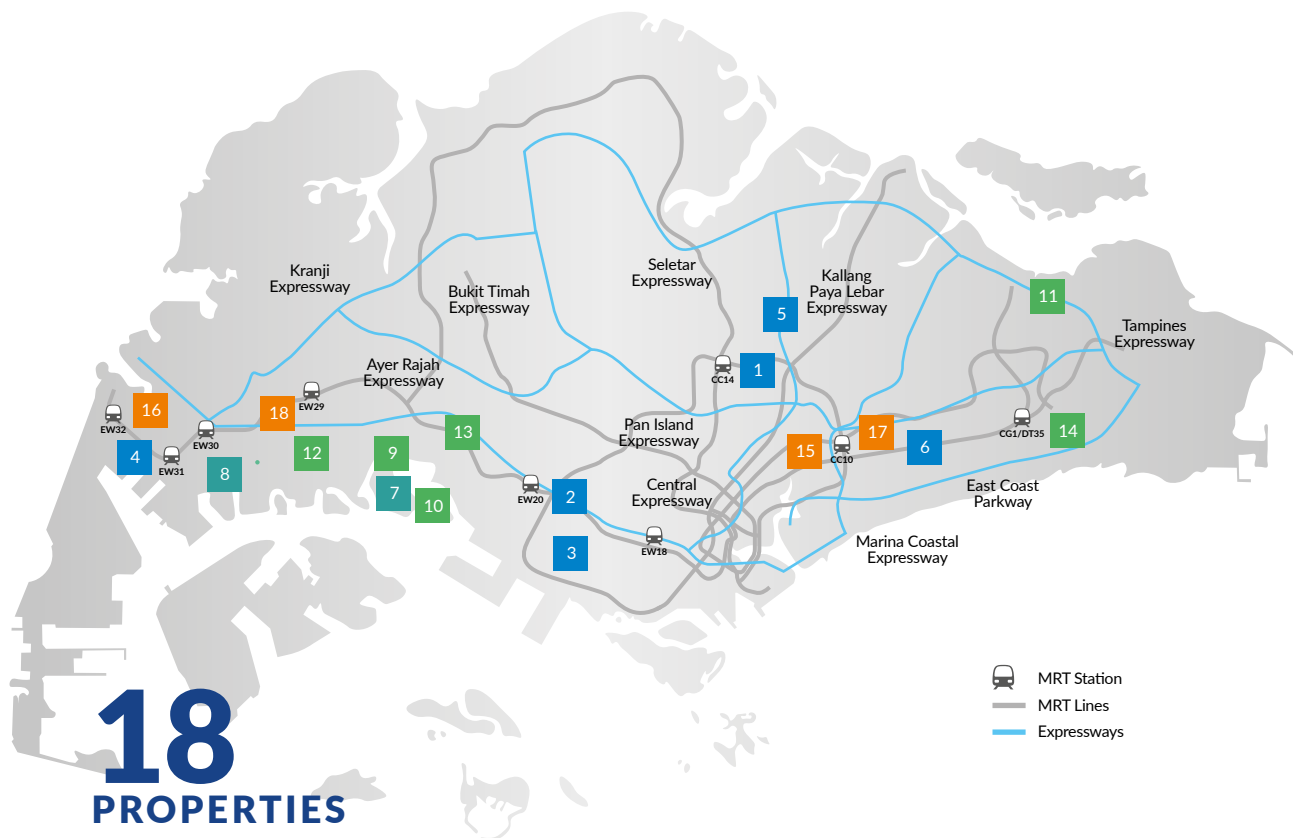 Kranji
Expressway
Bukit Timah
Expressway
Seletar
Expressway
Kallang
Paya Lebar
Expressway
Tampines
Expressway
Ayer Rajah
Expressway
Pan Island
Expressway
Central
Expressway
East Coast
Parkway
Marina Coastal
Expressway
11
5
1
CC14
EW29
16
EW32
18
EW30
4
EW31
8
12
9
7
10
13
EW20
2
3
EW18
15
CC10
17
6
CG1/DT35
14
MRT Station
MRT Lines
Expressways
18
PROPERTIES